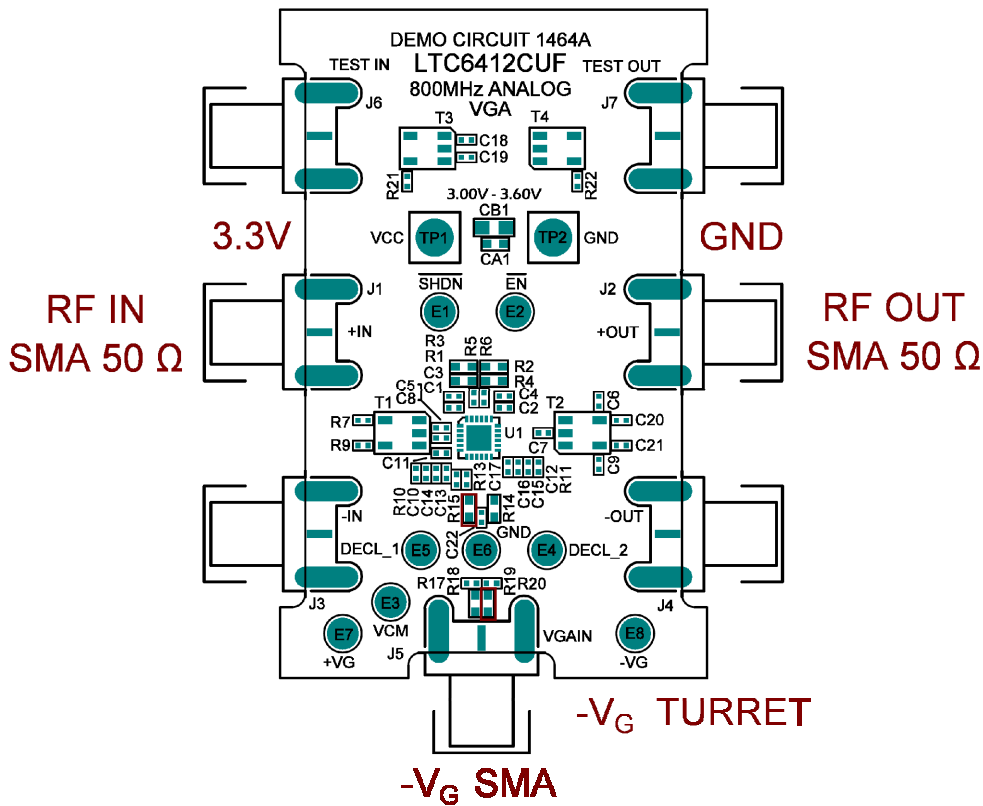 DEMO CIRCUIT 1464A
TEST IN
LTC6412CUF
TEST OUT
800MHz ANALOG
VGA
J6
J7
T3
T4
C18
C19
R21
R22
3.00V - 3.60V
CB1
3.3V
VCC
TP1
TP2
GND
GND
CA1
SHDN
EN
J1
J2
RF IN
SMA 50 Ω
E1
E2
RF OUT
SMA 50 Ω
+IN
+OUT
R3
R5
R6
R1
R2
C3
R4
C5
C1
C4
C8
C2
T1
T2
C6
R7
C20
U1
R9
C7
C21
C11
C9
R10
C10
C14
C13
R13
C17
C16
C15
C12
R11
-IN
-OUT
R15
R14
C22
GND
DECL_1
E5
E6
E4
DECL_2
R17
R18
R19
R20
J3
J4
E3
VCM
E7
+VG
J5
VGAIN
E8
-VG
-VG TURRET
-VG SMA